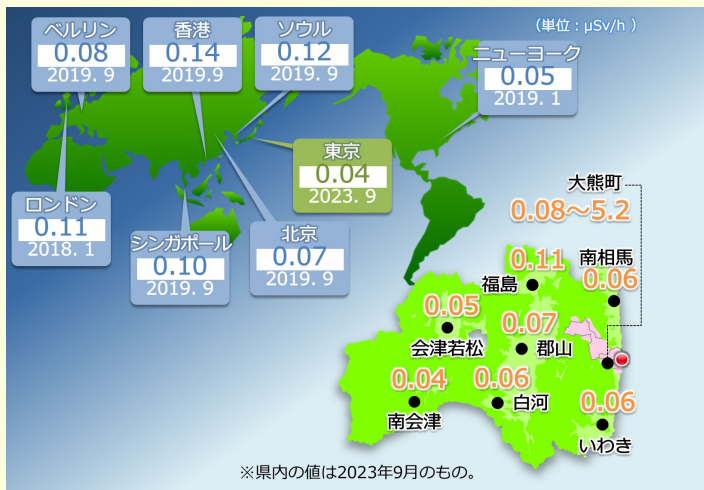 (単位：μSv/h )
ベルリン
0.08
2019. 9
香港
0.14
2019.9
ソウル
0.12
2019. 9
ニューヨーク
0.05
2019. 1
東京
0.04
2023. 9
ロンドン
0.11
2018. 1
シンガポール
0.10
2019. 9
北京
0.07
2019. 9
大熊町
0.08～5.2
福島
0.11
南相馬
0.06
0.05
会津若松
0.07
郡山
0.04
南会津
0.06
白河
0.06
いわき
※県内の値は2023年9月のもの。